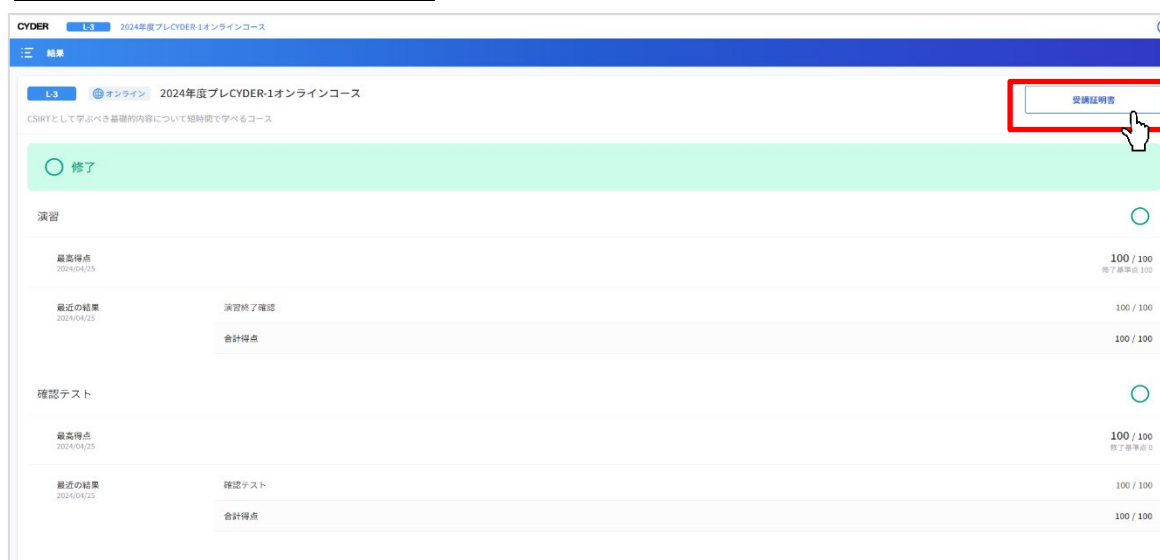 CYDER L-3 2024年度プレCYDER-1オンラインコース
結果
L-3 オンライン 2024年度プレCYDER-1オンラインコース
受講証明書
CSIRTとして学ぶべき基礎的内容について短時間で学べるコース
修了
演習
最高得点 100 / 100
2024/04/25 修了基準点 100
最近の結果 演習終了確認 100 / 100
2024/04/25
合計得点 100 / 100
確認テスト
最高得点 100 / 100
2024/04/25 修了基準点 0
最近の結果 確認テスト 100 / 100
2024/04/25
合計得点 100 / 100